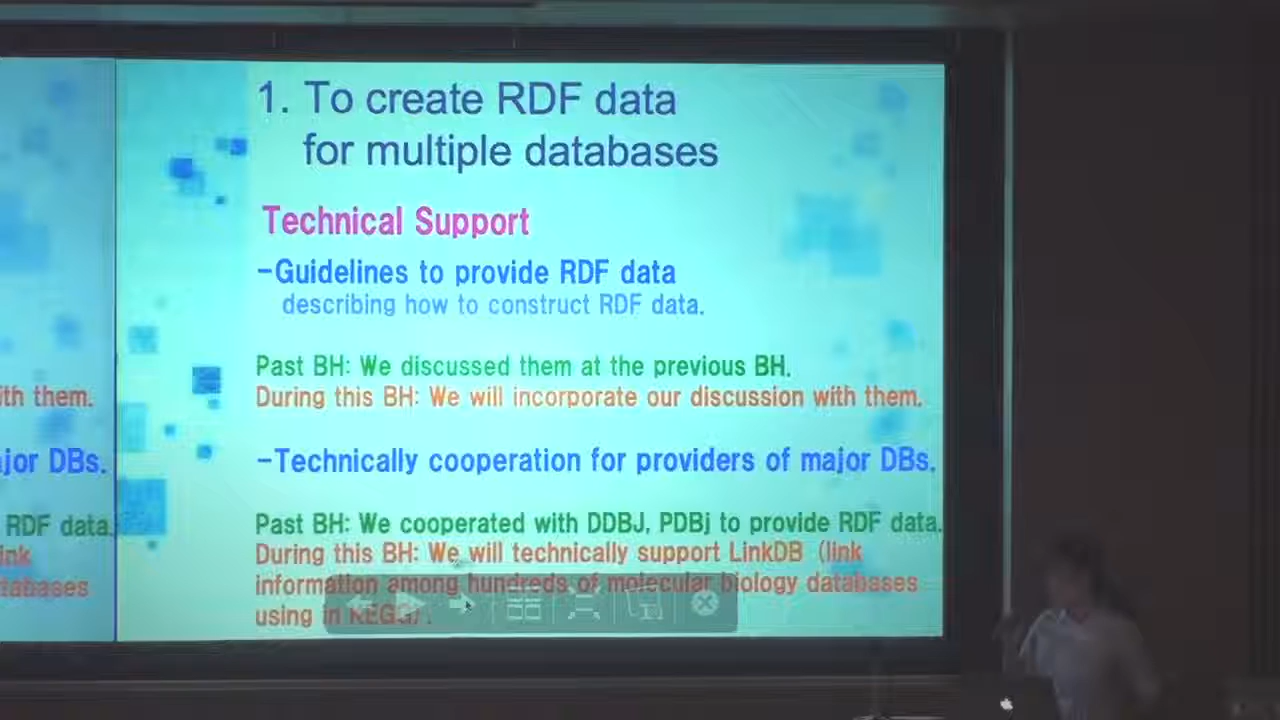 1. To create RDF data
for multiple databases
Technical Support
-Guidelines to provide RDF data
describing how to construct RDF data.
Past BH: We discussed them at the previous BH.
During this BH: We will incorporate our discussion with them.
-Technically cooperation for providers of major DBs.
Past BH: We cooperated with DDBJ, PDBj to provide RDF data.
During this BH: We will technically support LinkDB (link
information among hundreds of molecular biology databases
using in KEGG).
ith them.
ajor DBs.
RDF data.
ink
tabases